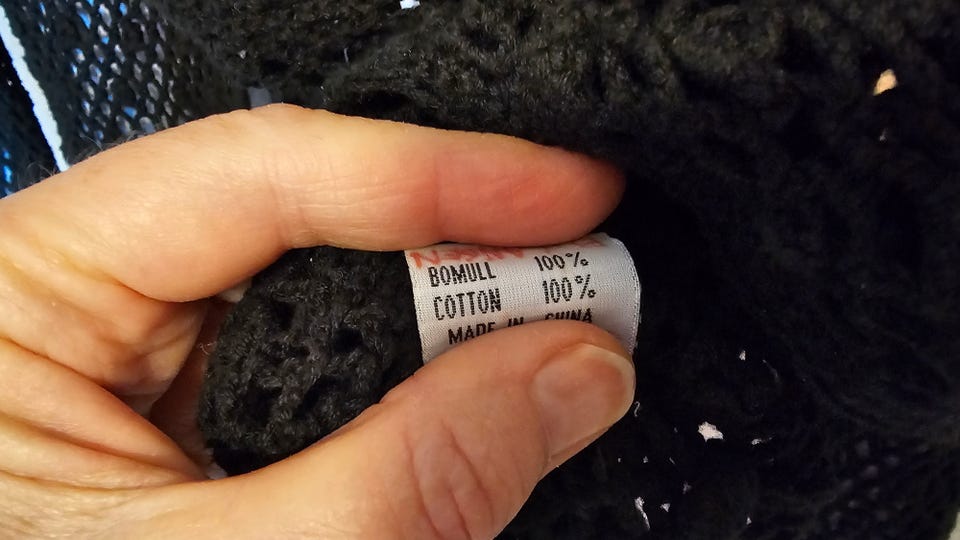 BOMULL 100%
COTTON 100%
MADE IN CHINA